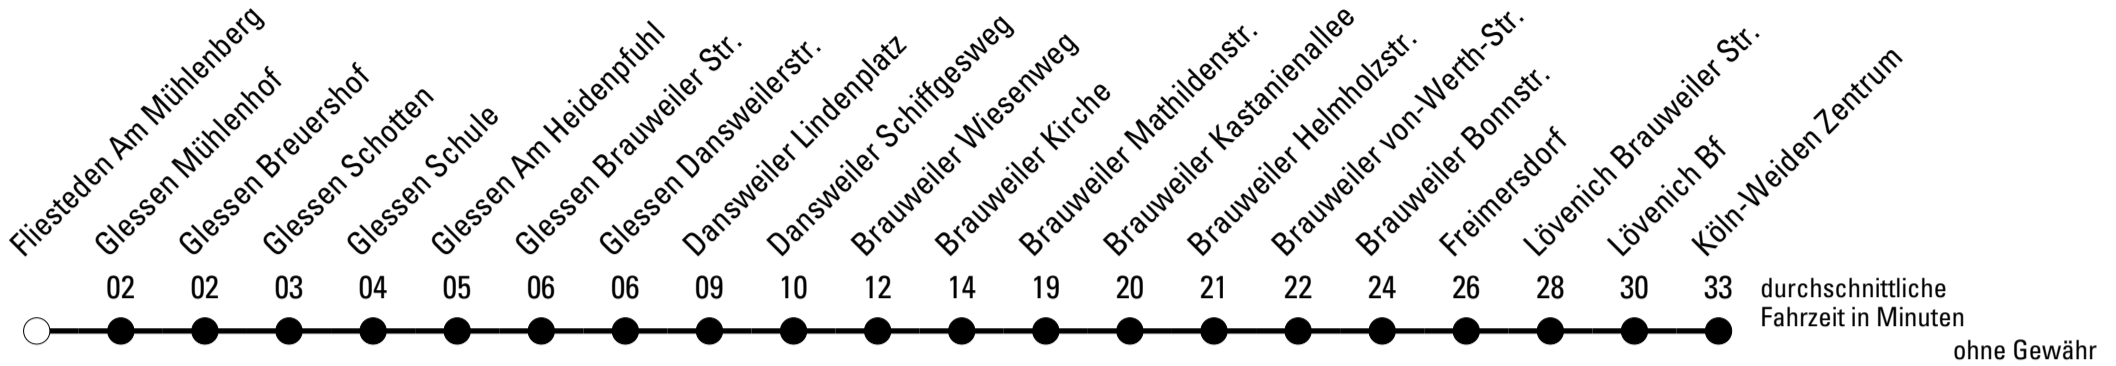 Fliesteden Am Mühlenberg
Glessen Mühlenhof
Glessen Breuershof
Glessen Schotten
Glessen Schule
Glessen Am Heidenpfuhl
Glessen Brauweiler Str.
Glessen Dansweilerstr.
Dansweiler Lindenplatz
Dansweiler Schiffgesweg
Brauweiler Wiesenweg
Brauweiler Kirche
Brauweiler Mathildenstr.
Brauweiler Kastanienallee
Brauweiler Helmholzstr.
Brauweiler von-Werth-Str.
Brauweiler Bonnstr.
Freimersdorf
Lövenich Brauweiler Str.
Lövenich Bf
Köln-Weiden Zentrum
02 02 03 04 05 06 06 09 10 12 14 19 20 21 22 24 26 28 30 33 durchschnittliche
Fahrzeit in Minuten
ohne Gewähr